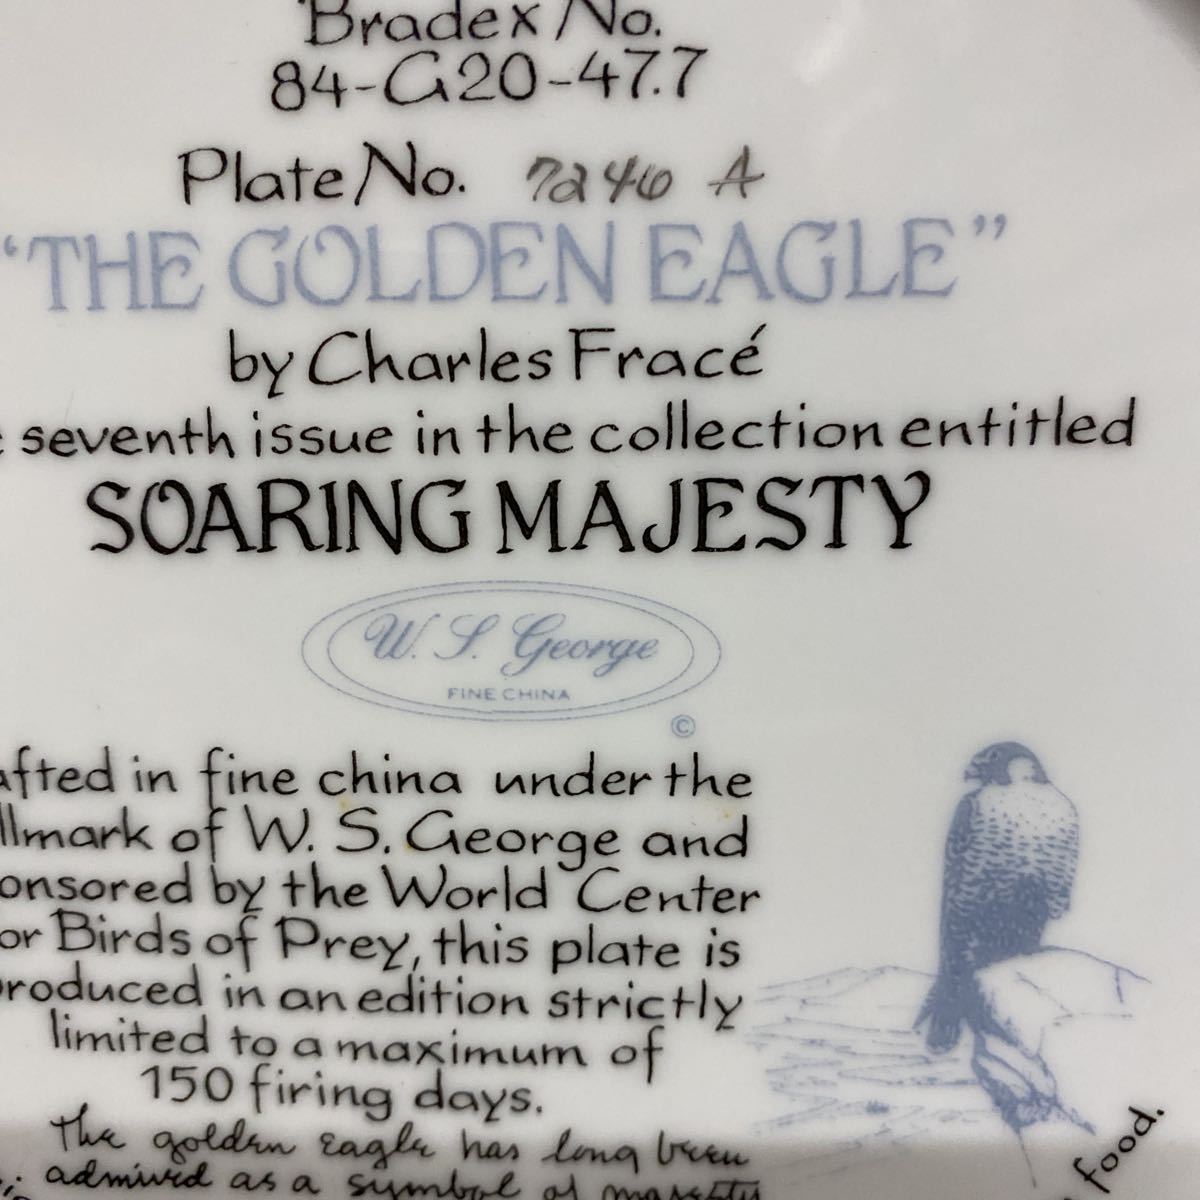 Bradex No.
84-G20-47.7
Plate No. 7246 A
"THE GOLDEN EAGLE"
by Charles Fracé
seventh issue in the collection entitled
SOARING MAJESTY
W. S. George
FINE CHINA
©
afted in fine china under the
llmark of W. S. George and
onsored by the World Center
or Birds of Prey, this plate is
roduced in an edition strictly
limited to a maximum of
150 firing days.
The golden eagle has long been
admired as a symbol of majesty
food.